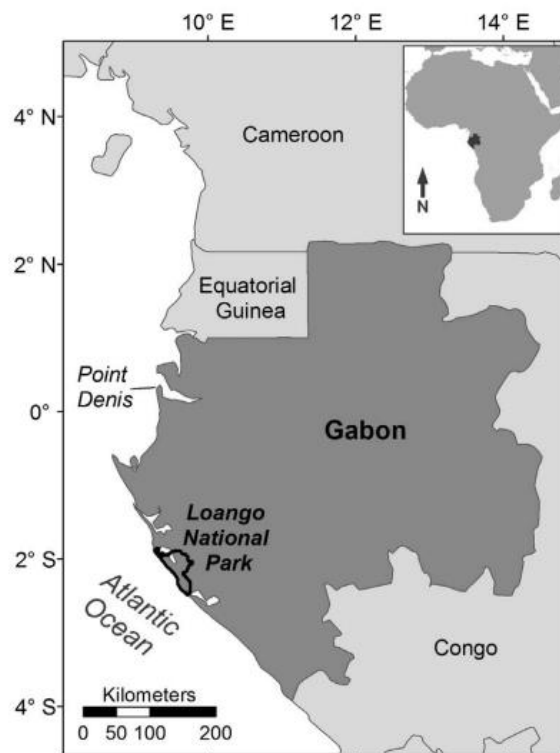 10° E 12° E 14° E
4° N
Cameroon
N
2° N
Equatorial
Guinea
Point
Denis
0°
Gabon
Loango
National
Park
2° S
Atlantic
Ocean
Congo
Kilometers
4° S
0 50 100 200